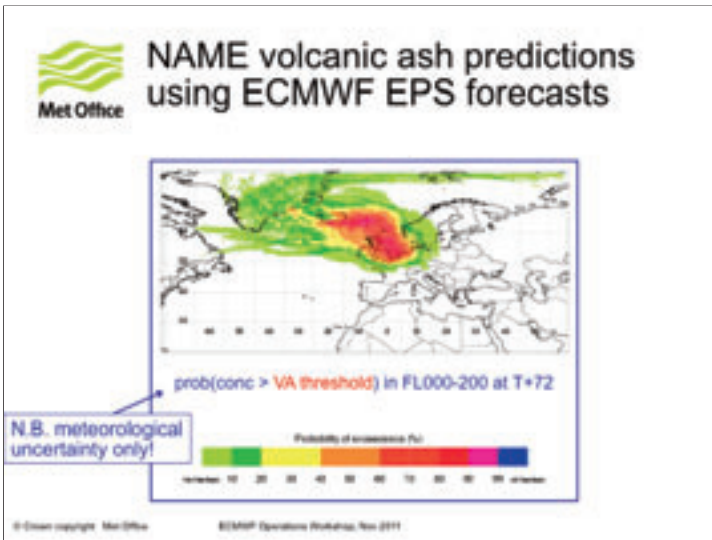 NAME volcanic ash predictions
using ECMWF EPS forecasts
Met Office
prob(conc > VA threshold) in FL000-200 at T+72
N.B. meteorological
uncertainty only!
Probability of exceedance (%)
10 20 30 40 50 60 70 80 90
© Crown copyright Met Office
ECMWF Operations Workshop, Nov 2011